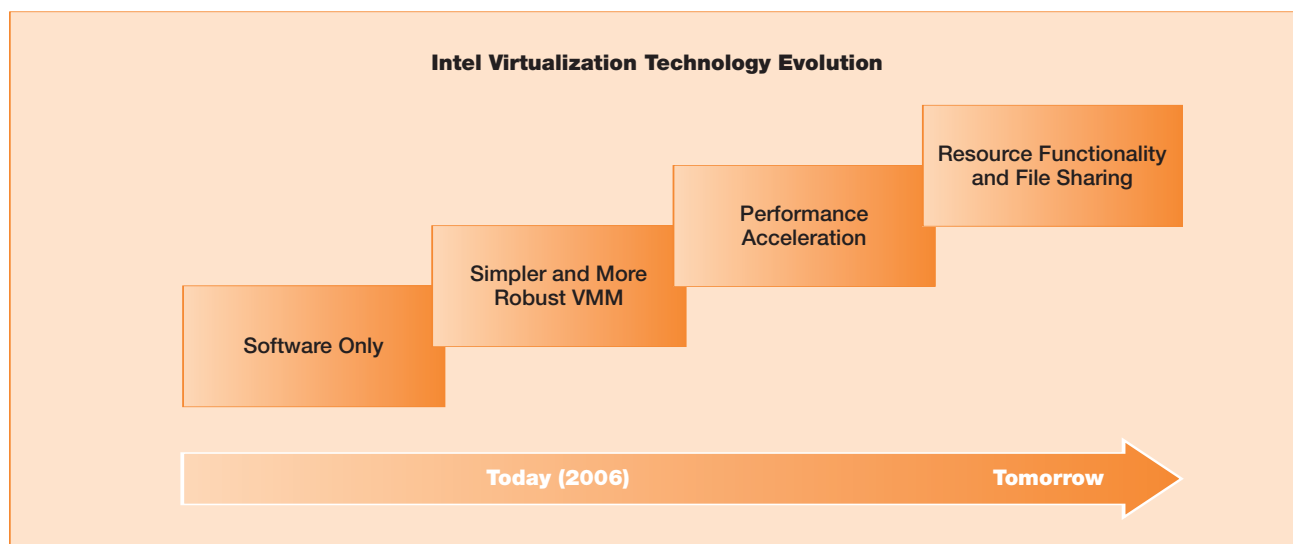 Intel Virtualization Technology Evolution
Resource Functionality
and File Sharing
Performance
Acceleration
Simpler and More
Robust VMM
Software Only
Today (2006)
Tomorrow